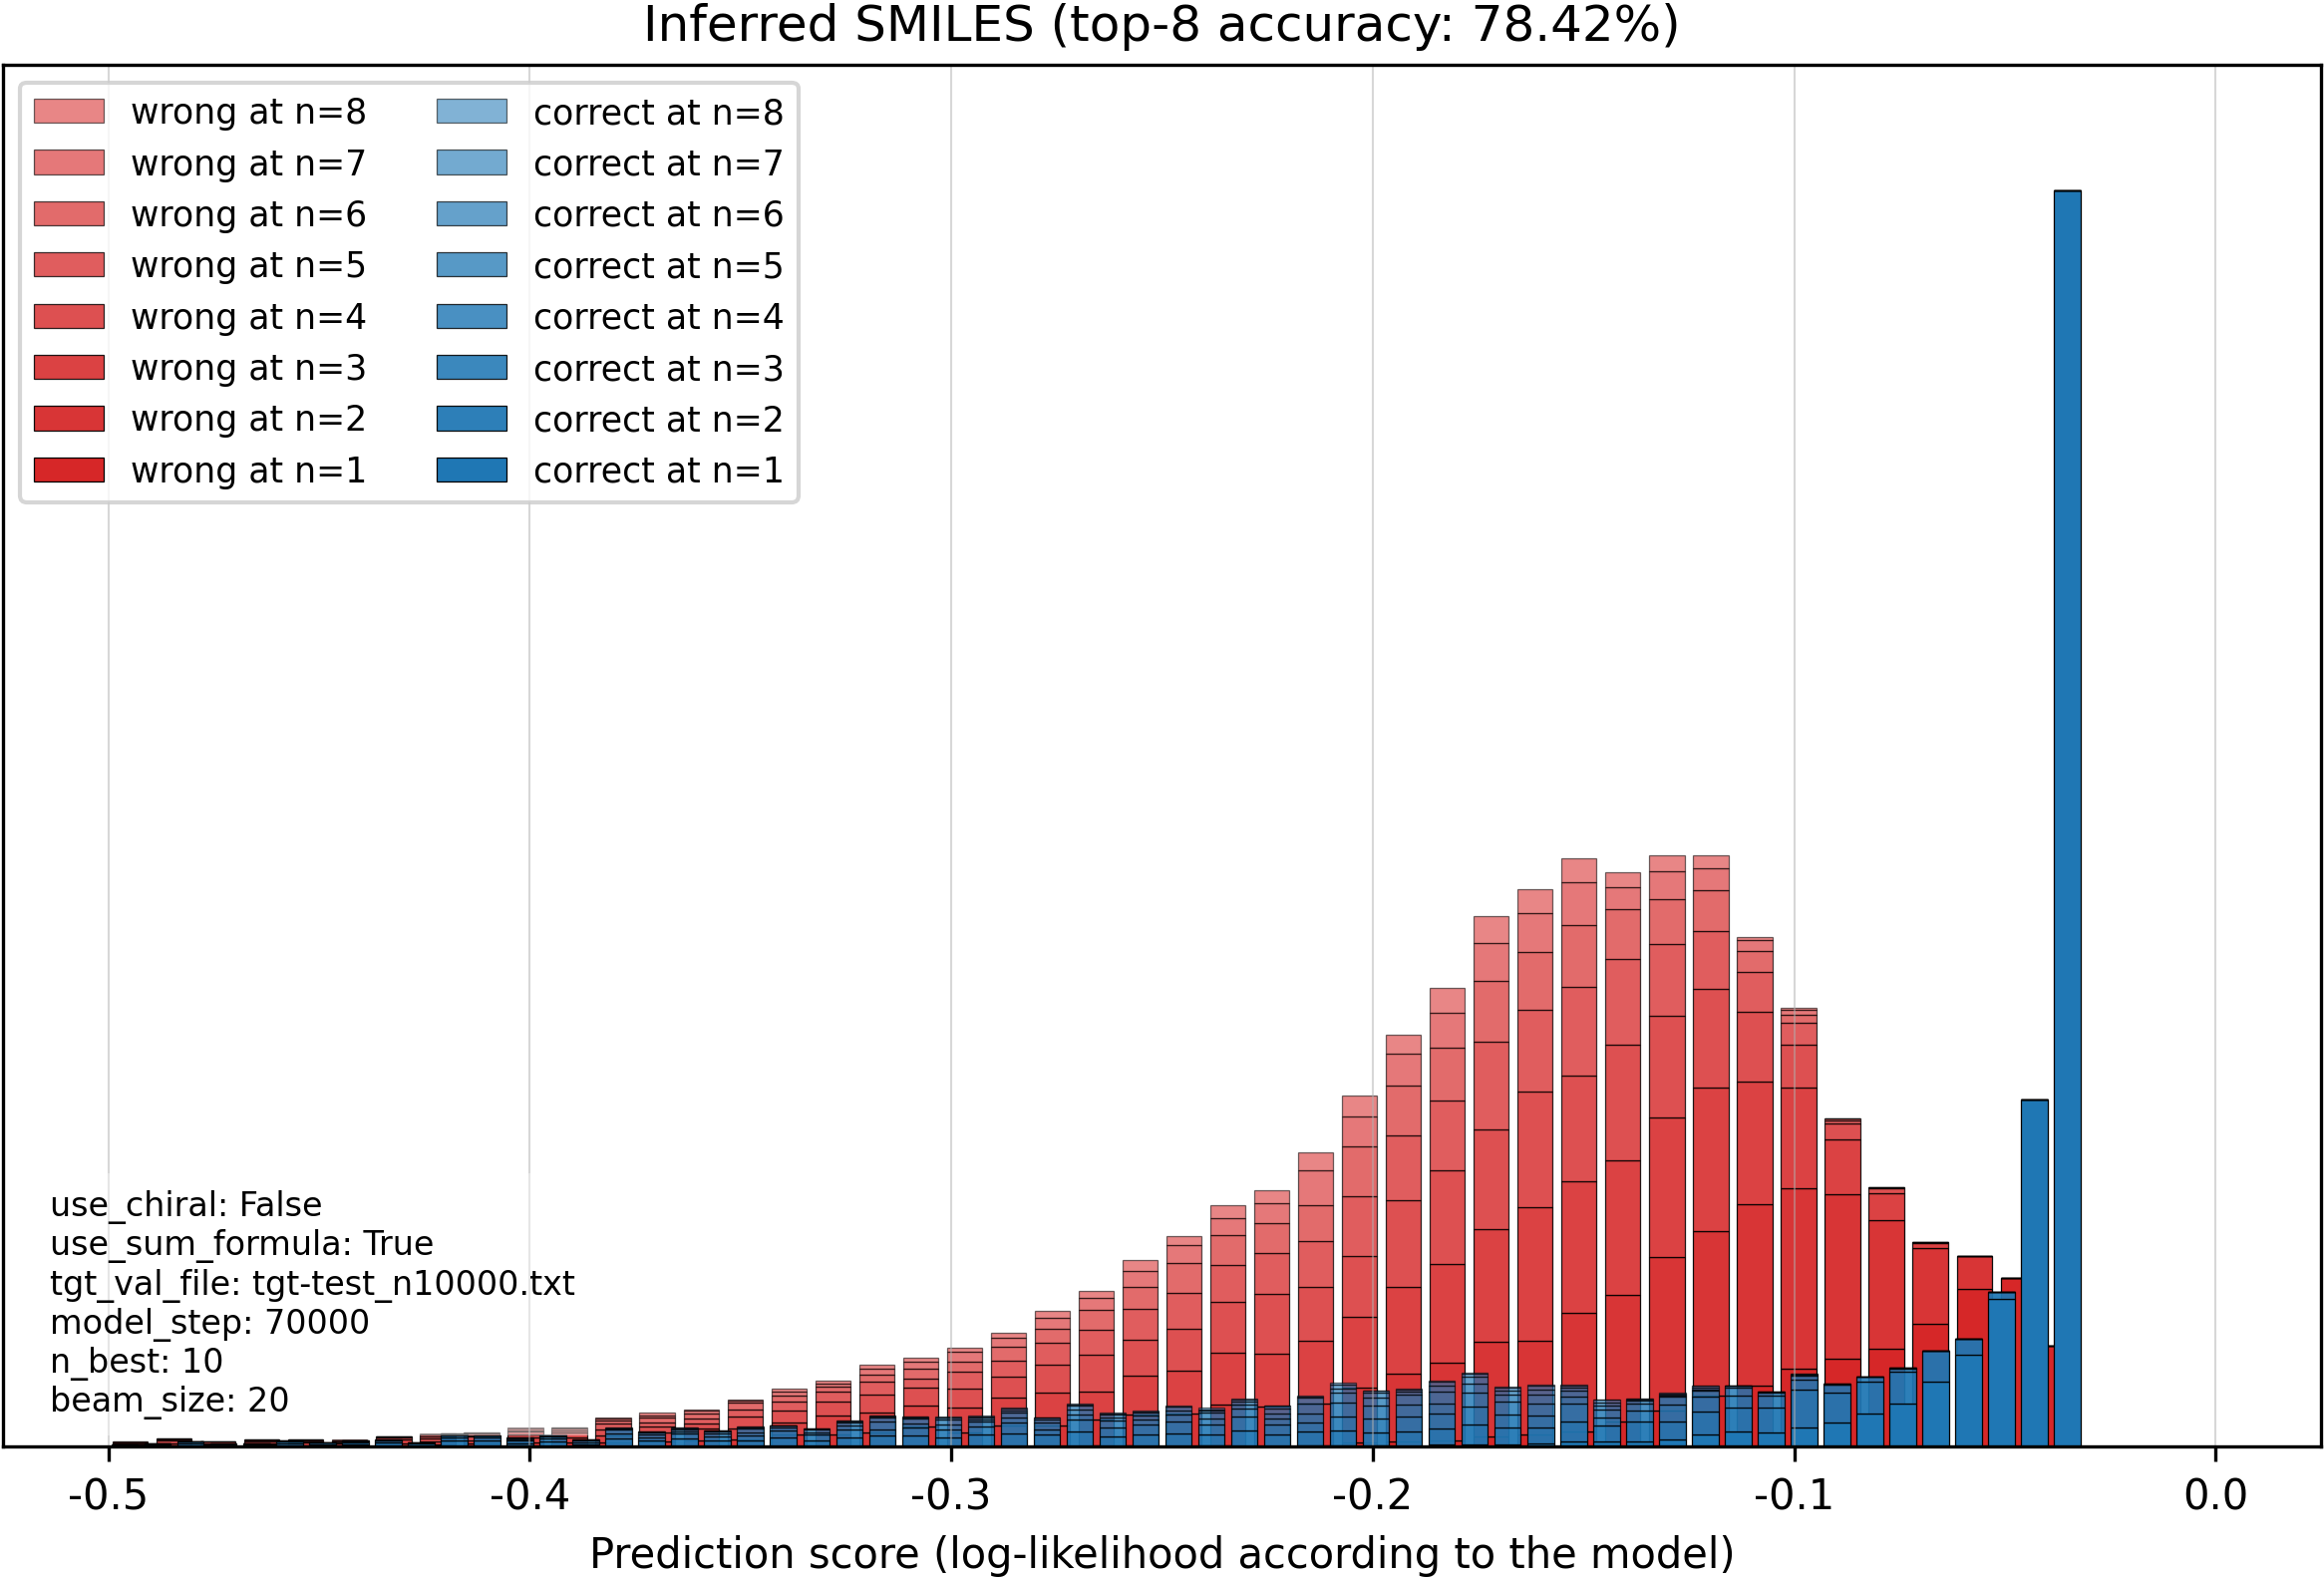 Inferred SMILES (top-8 accuracy: 78.42%)
wrong at n=8
wrong at n=7
wrong at n=6
wrong at n=5
wrong at n=4
wrong at n=3
wrong at n=2
wrong at n=1
correct at n=8
correct at n=7
correct at n=6
correct at n=5
correct at n=4
correct at n=3
correct at n=2
correct at n=1
use_chiral: False
use_sum_formula: True
tgt_val_file: tgt-test_n10000.txt
model_step: 70000
n_best: 10
beam_size: 20
-0.5 -0.4 -0.3 -0.2 -0.1 0.0
Prediction score (log-likelihood according to the model)